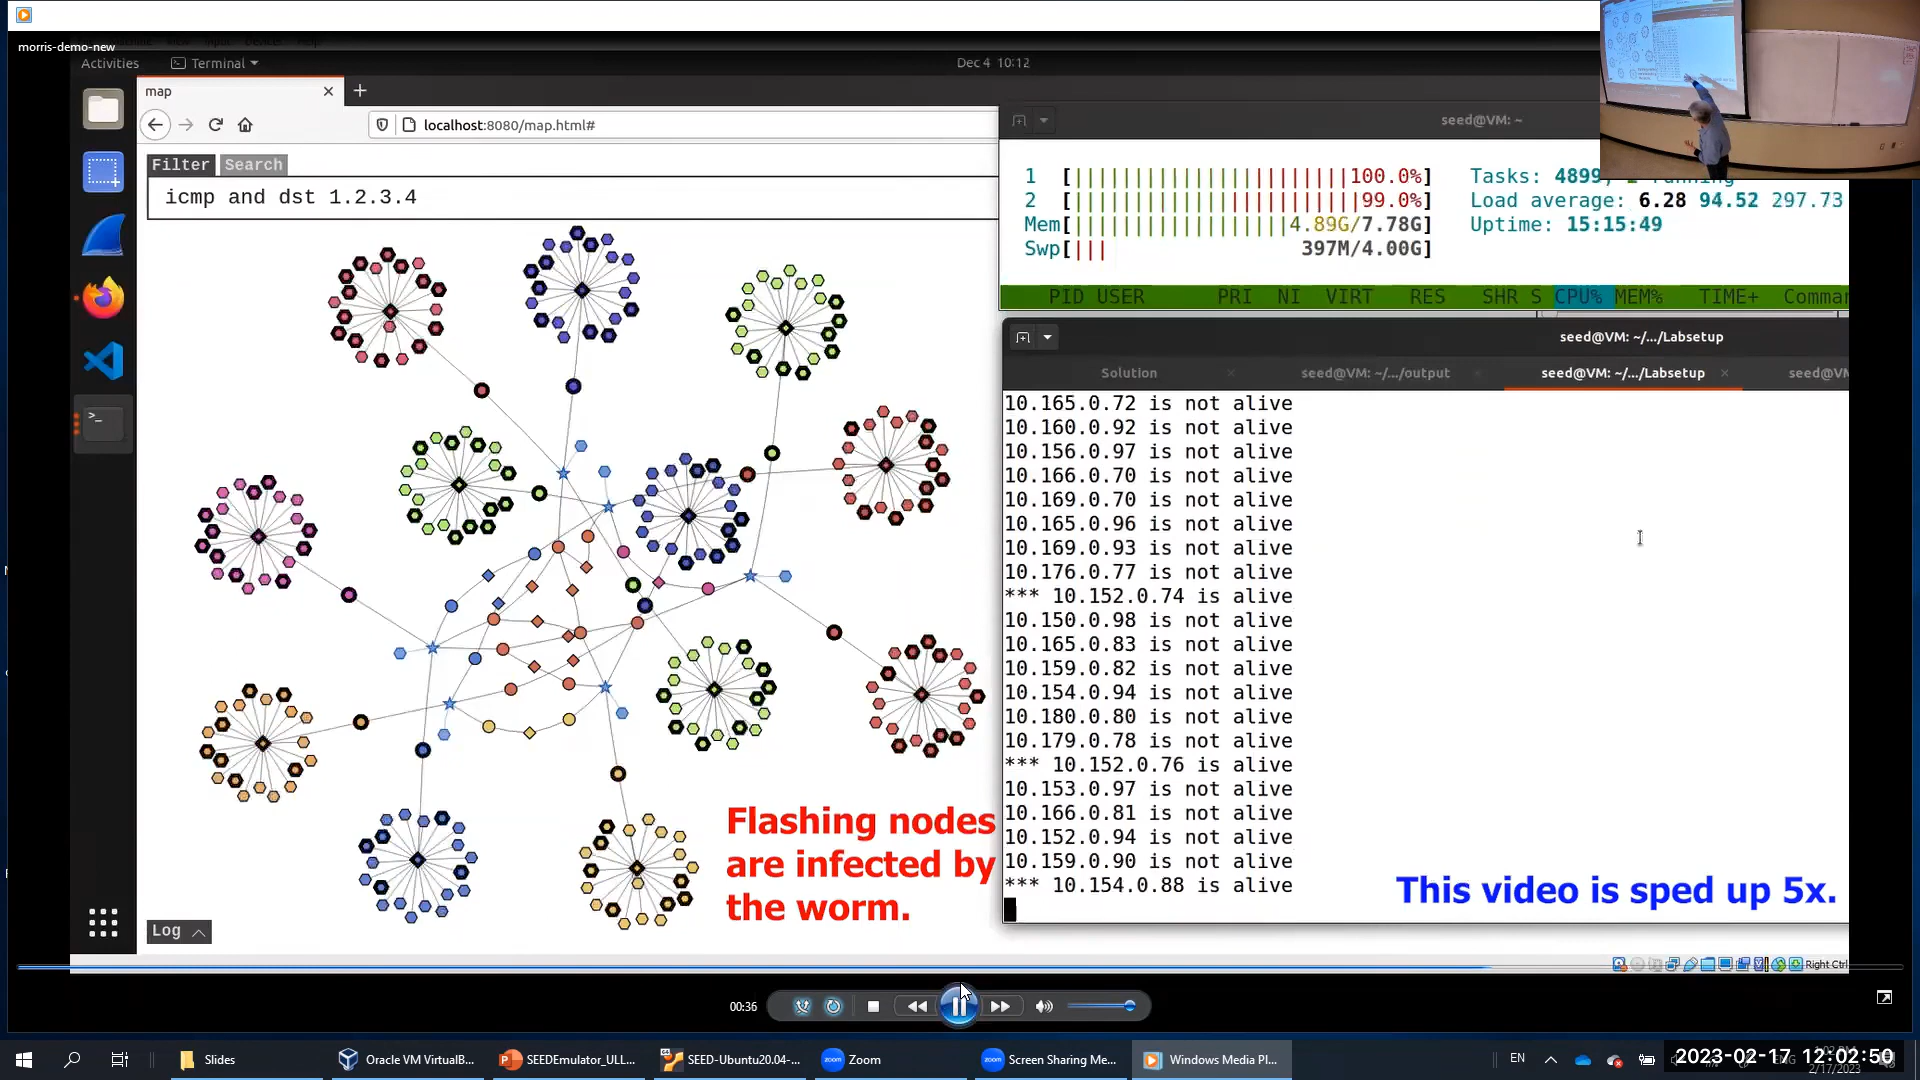 morris-demo-new
Activities
Terminal
Dec 4 10:12
map
localhost:8080/map.html#
Filter Search
icmp and dst 1.2.3.4
Flashing nodes
are infected by
the worm.
Log
seed@VM: ~
1 [100.0%] Tasks: 4899,
2 [99.0%] Load average: 6.28 94.52 297.73
Mem[4.89G/7.78G] Uptime: 15:15:49
Swp[397M/4.00G]
PID USER PRI NI VIRT RES SHR S CPU% MEM% TIME+ Comman
seed@VM: ~/.../Labsetup
Solution seed@VM: ~/.../output seed@VM: ~/.../Labsetup seed@VM
10.165.0.72 is not alive
10.160.0.92 is not alive
10.156.0.97 is not alive
10.166.0.70 is not alive
10.169.0.70 is not alive
10.165.0.96 is not alive
10.169.0.93 is not alive
10.176.0.77 is not alive
*** 10.152.0.74 is alive
10.150.0.98 is not alive
10.165.0.83 is not alive
10.159.0.82 is not alive
10.154.0.94 is not alive
10.180.0.80 is not alive
10.179.0.78 is not alive
*** 10.152.0.76 is alive
10.153.0.97 is not alive
10.166.0.81 is not alive
10.152.0.94 is not alive
10.159.0.90 is not alive
*** 10.154.0.88 is alive
This video is sped up 5x.
Right Ctrl
00:36
Slides
Oracle VM VirtualB...
SEEDEmulator_ULL...
SEED-Ubuntu20.04-...
Zoom
Screen Sharing Me...
Windows Media Pl...
EN
2023-02-17 12:02:50
2/17/2023